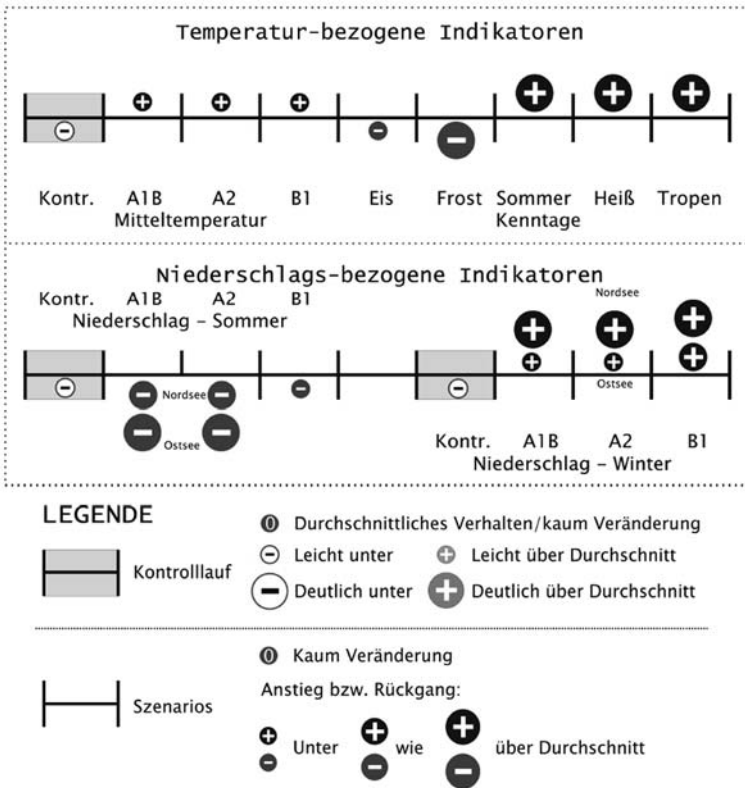 Temperatur-bezogene Indikatoren
Kontr. A1B A2 B1 Eis Frost Sommer Heiß Tropen
Mitteltemperatur Kenntage
Niederschlags-bezogene Indikatoren
Kontr. A1B A2 B1 Nordsee
Niederschlag – Sommer
Nordsee Ostsee
Ostsee
Kontr. A1B A2 B1
Niederschlag – Winter
LEGENDE
0 Durchschnittliches Verhalten/kaum Veränderung
Kontrolllauf
Leicht unter Leicht über Durchschnitt
Deutlich unter Deutlich über Durchschnitt
0 Kaum Veränderung
Anstieg bzw. Rückgang:
Szenarios
Unter wie über Durchschnitt